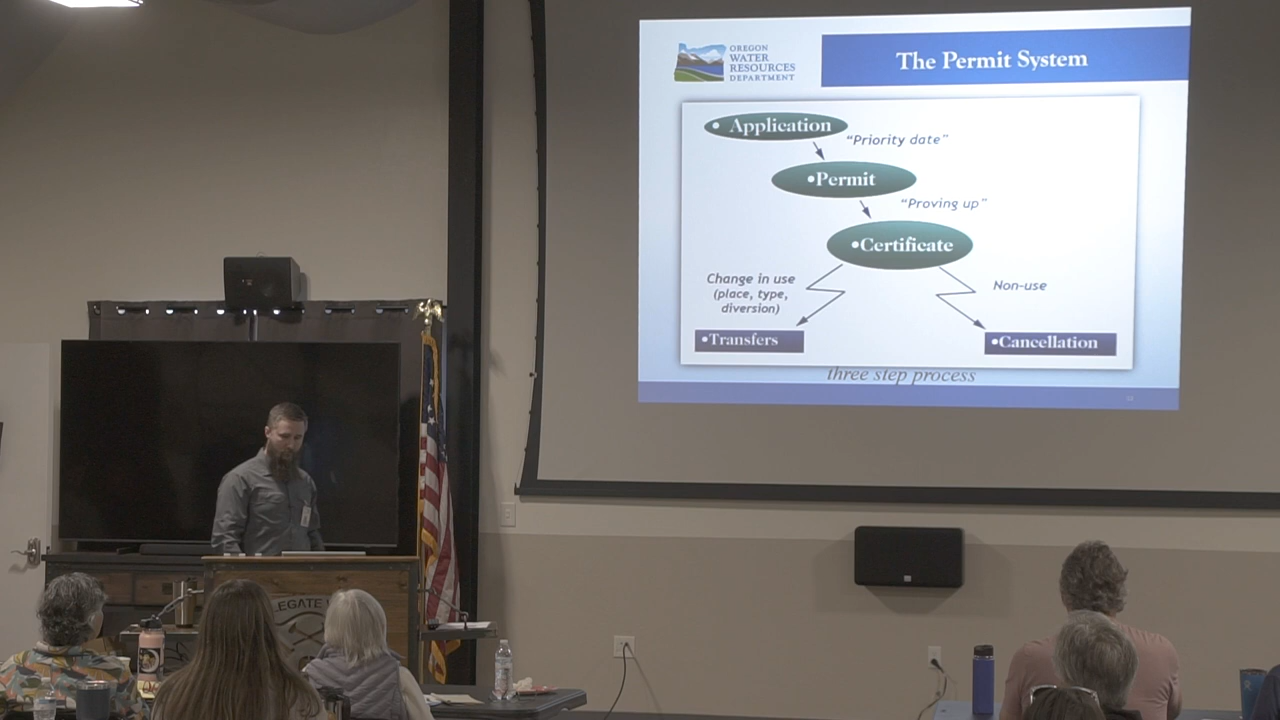 OREGON
WATER
RESOURCES
DEPARTMENT
The Permit System
• Application
“Priority date”
•Permit
“Proving up”
•Certificate
Change in use
(place, type,
diversion)
Non-use
•Transfers
•Cancellation
three step process
LEGATE